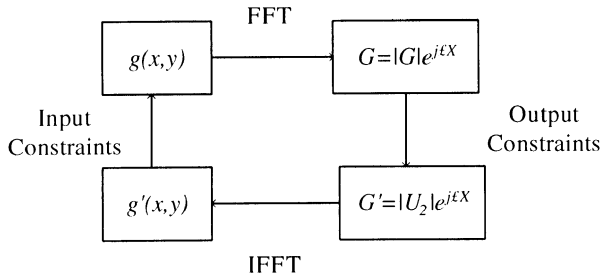 FFT
g(x,y)
G=|G|e^{j£X}
Input
Constraints
Output
Constraints
g'(x,y)
G'=|U₂|e^{j£X}
IFFT